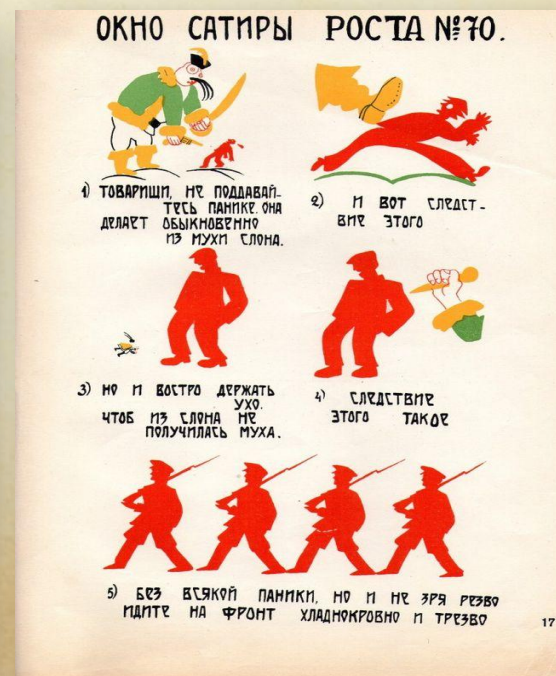 ОКНО САТИРЫ РОСТА №70.
1) ТОВАРИЩИ, НЕ ПОДДАВАЙ-
ТЕСЬ ПАНИКЕ. ОНА
ДЕЛАЕТ ОБЫКНОВЕННО
ИЗ МУХИ СЛОНА.
2) И ВОТ СЛЕДСТ-
ВИЕ ЭТОГО
3) НО И ВОСТРО ДЕРЖАТЬ
УХО.
ЧТОБ ИЗ СЛОНА НЕ
ПОЛУЧИЛАСЬ МУХА.
4) СЛЕДСТВИЕ
ЭТОГО ТАКОЕ
5) БЕЗ ВСЯКОЙ ПАНИКИ, НО И НЕ ЗРЯ РЕЗВО
ИДИТЕ НА ФРОНТ ХЛАДНОКРОВНО И ТРЕЗВО
17